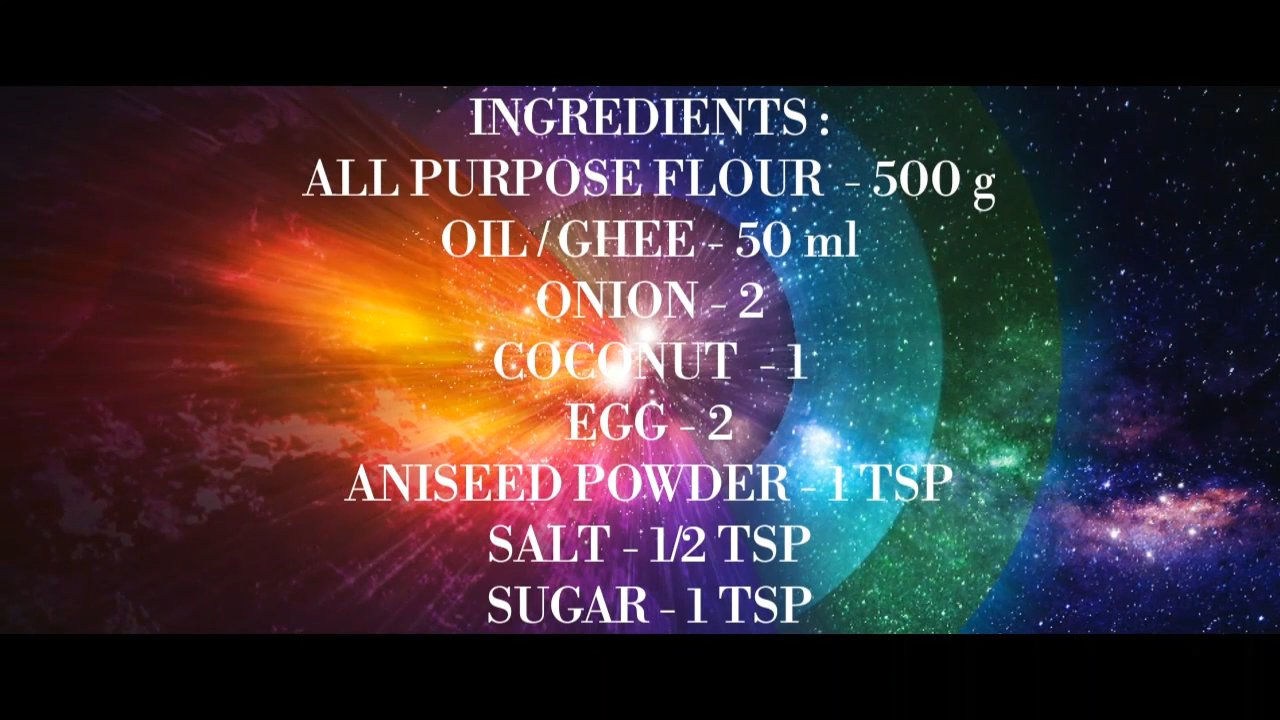 INGREDIENTS :
ALL PURPOSE FLOUR - 500 g
OIL / GHEE - 50 ml
ONION - 2
COCONUT - 1
EGG - 2
ANISEED POWDER - 1 TSP
SALT - 1/2 TSP
SUGAR - 1 TSP